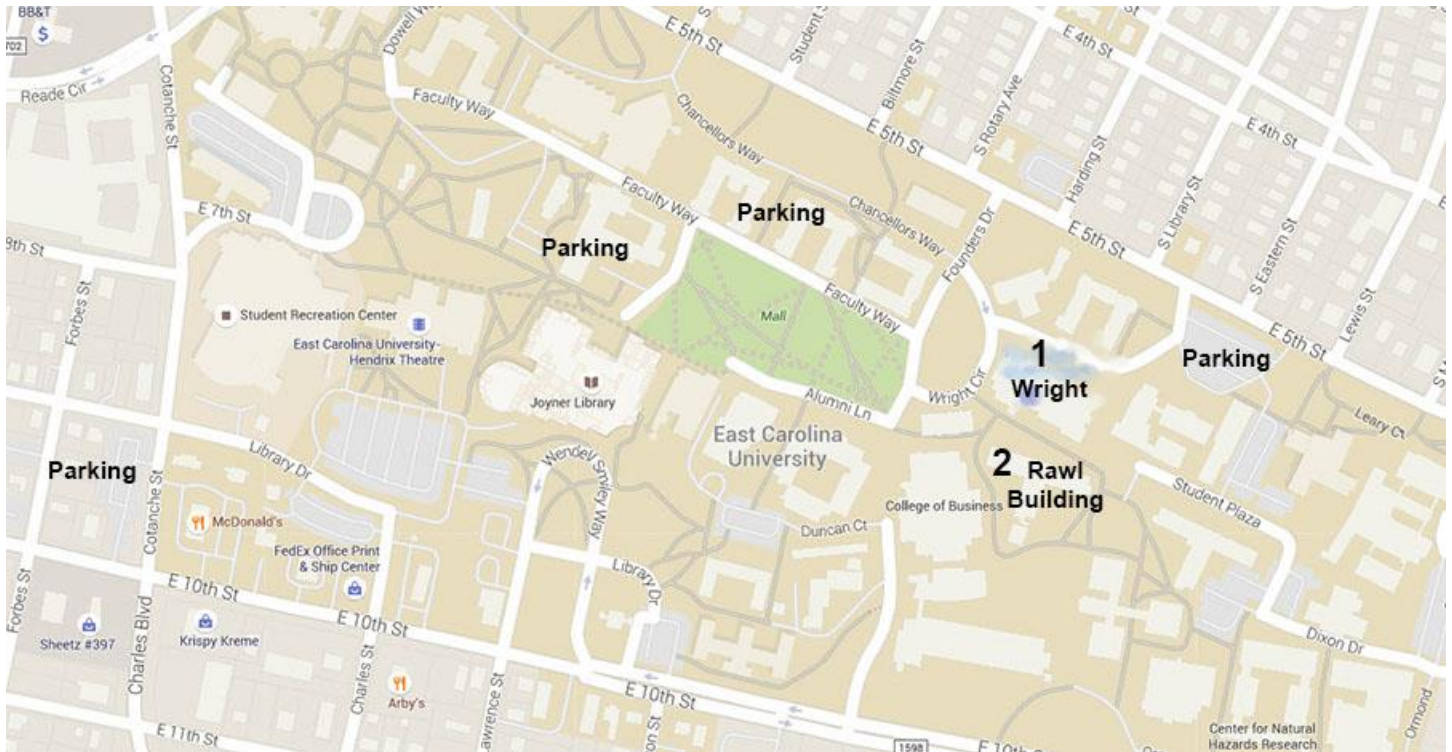 BB&T
702
Reade Cir
Cotanche St
Dowell Way
Faculty Way
E 5th St
Student
Biltmore St
S Rotary Ave
E 4th St
Harding St
E 4th St
S Library St
S Eastern St
Lewis St
E 5th St
E 5th St
Chancellors Way
Chancellors Way
Founders Dr
Faculty Way
Faculty Way
Parking
Parking
E 7th St
8th St
Forbes St
Student Recreation Center
East Carolina University-
Hendrix Theatre
Joyner Library
Mall
Alumni Ln
Wright Cir
1
Wright
Parking
Leary Ct
East Carolina
University
2 Rawl
Building
College of Business
Student Plaza
Duncan Ct
Dixon Dr
Parking
Cotanche St
Library Dr
Wendell Smiley Way
Library Dr
McDonald's
FedEx Office Print
& Ship Center
E 10th St
Forbes St
Sheetz #397
Charles Blvd
Krispy Kreme
Charles St
Arby's
E 11th St
E 10th St
1598
E 10th St
Center for Natural
Hazards Research
Ormond